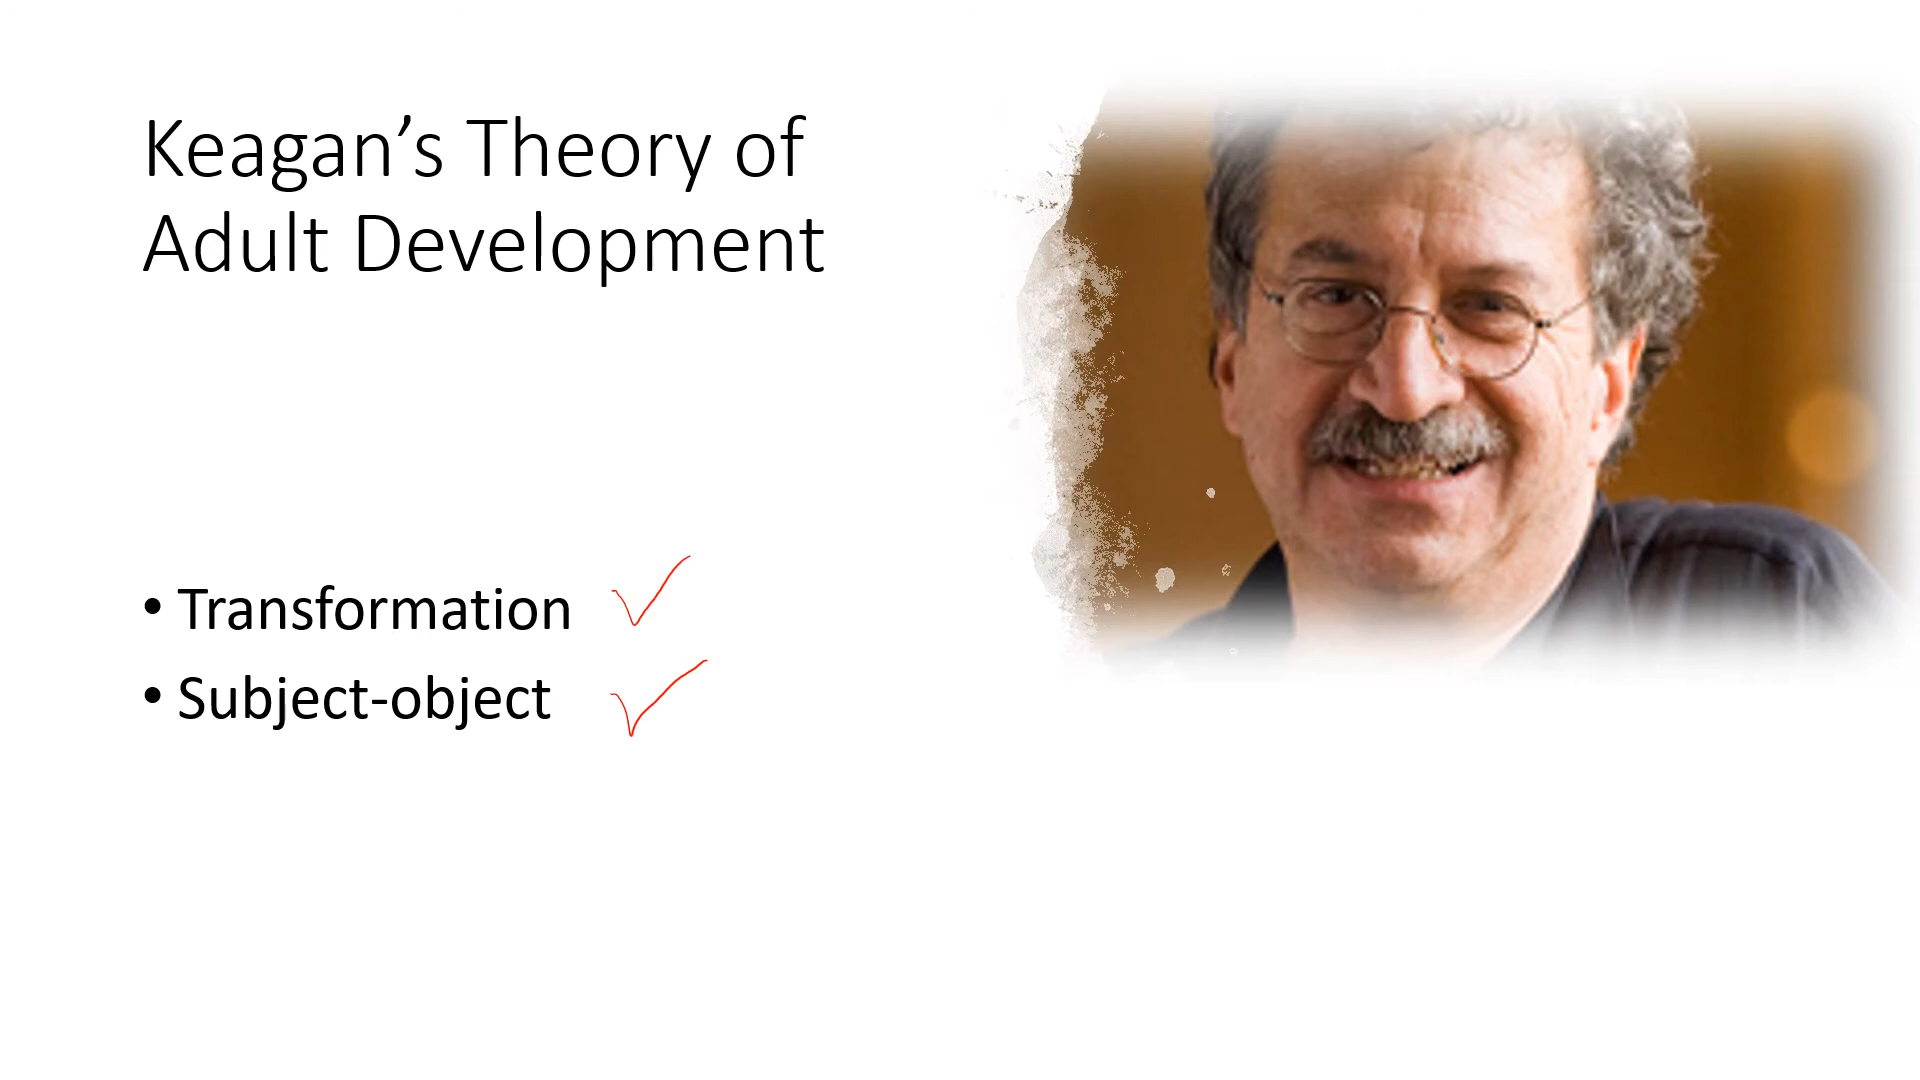 Keagan’s Theory of
Adult Development
• Transformation
• Subject-object